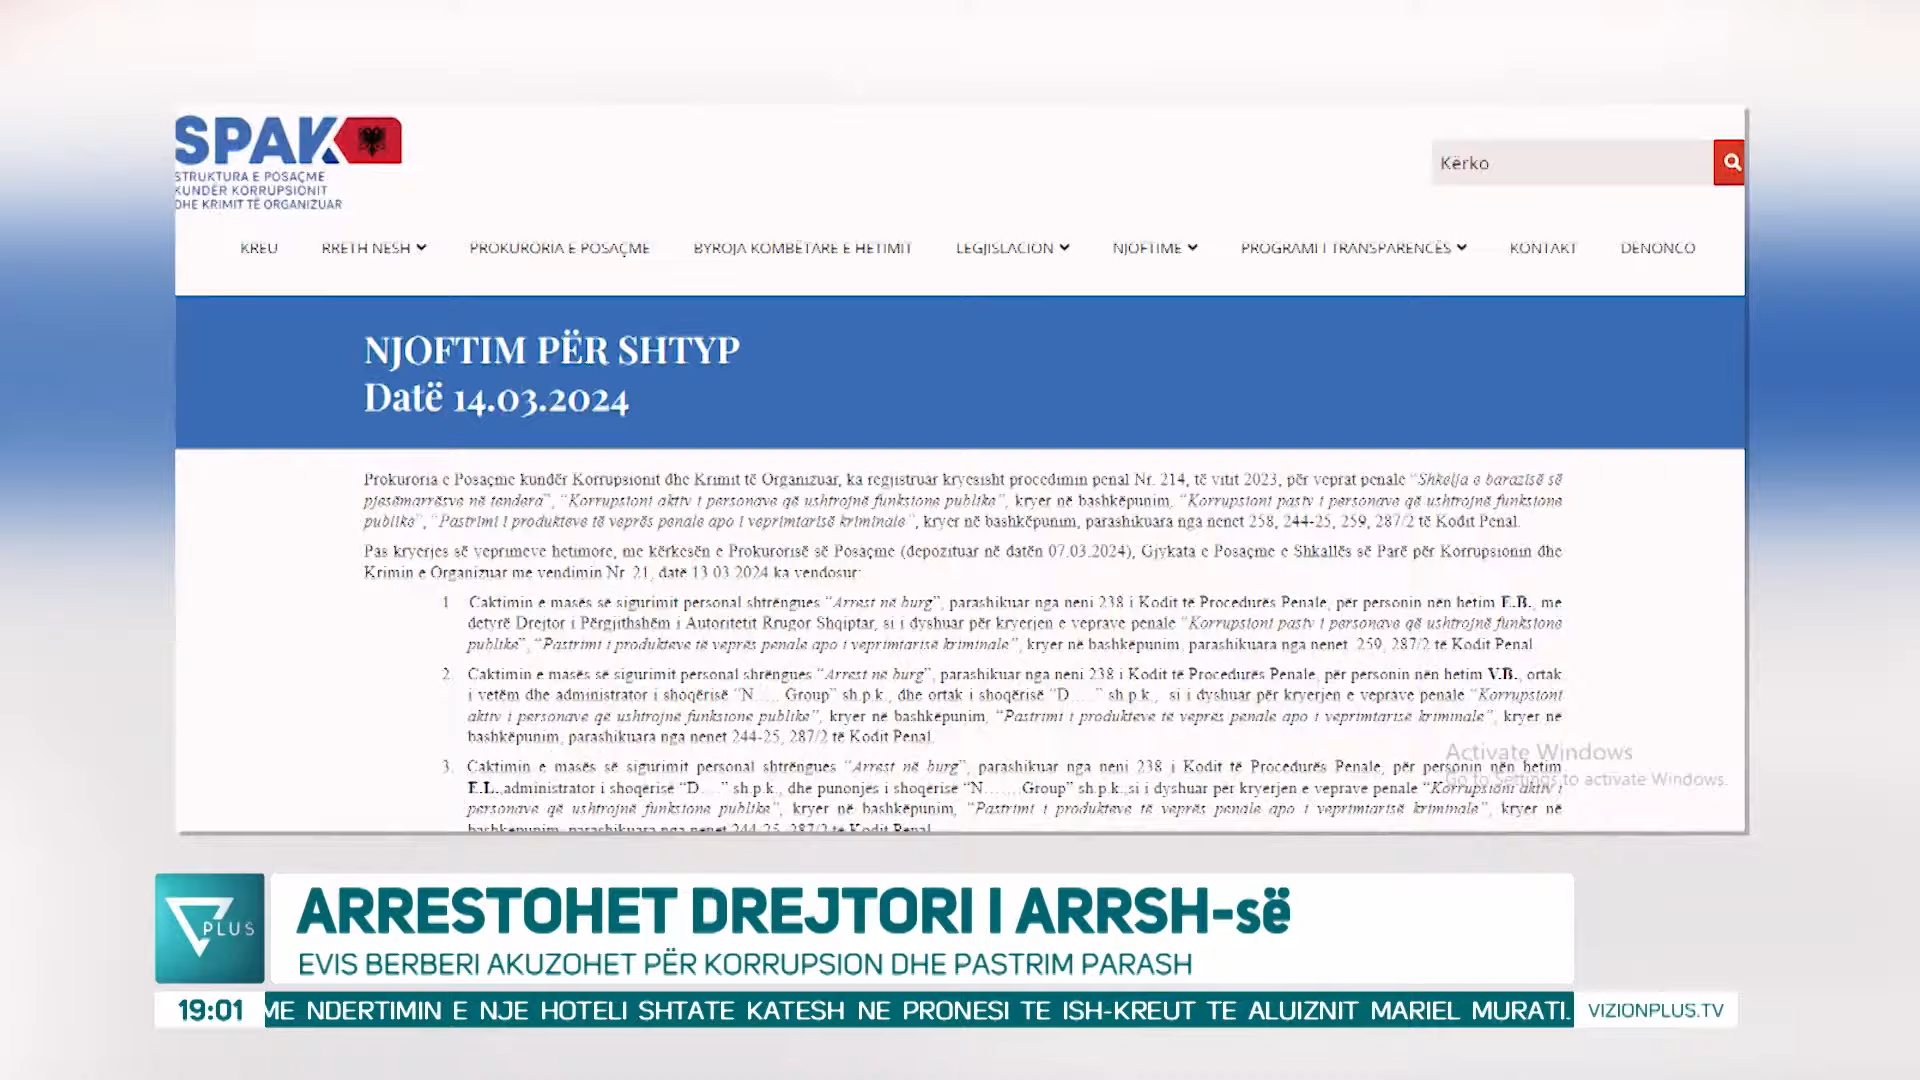 SPAK
STRUKTURA E POSAÇME
KUNDËR KORRUPSIONIT
DHE KRIMIT TË ORGANIZUAR
Kërko
KREU RRETH NESH PROKURORIA E POSAÇME BYROJA KOMBËTARE E HETIMIT LEGJISLACION NJOFTIME PROGRAMI I TRANSPARENCËS KONTAKT DENONCO
NJOFTIM PËR SHTYP
Datë 14.03.2024
Prokuroria e Posaçme kundër Korrupsionit dhe Krimit të Organizuar, ka regjistruar kryesisht procedimin penal Nr. 214, të vitit 2023, për veprat penale “Shkelja e barazisë së
pjesëmarrësve në tendera”, “Korrupsioni aktiv i personave që ushtrojnë funksione publike”, kryer në bashkëpunim, “Korrupsioni pasiv i personave që ushtrojnë funksione
publike”, “Pastrimi i produkteve të veprës penale apo i veprimtarisë kriminale”, kryer në bashkëpunim, parashikuara nga nenet 258, 244-25, 259, 287/2 të Kodit Penal.
Pas kryerjes së veprimeve hetimore, me kërkesën e Prokurorisë së Posaçme (depozituar në datën 07.03.2024), Gjykata e Posaçme e Shkallës së Parë për Korrupsionin dhe
Krimin e Organizuar me vendimin Nr. 21, datë 13.03.2024 ka vendosur:
1 Caktimin e masës së sigurimit personal shtrëngues “Arrest në burg”, parashikuar nga neni 238 i Kodit të Procedurës Penale, për personin nën hetim E.B., me
detyrë Drejtor i Përgjithshëm i Autoritetit Rrugor Shqiptar, si i dyshuar për kryerjen e veprave penale “Korrupsioni pasiv i personave që ushtrojnë funksione
publike”, “Pastrimi i produkteve të veprës penale apo i veprimtarisë kriminale”, kryer në bashkëpunim, parashikuara nga nenet 259, 287/2 të Kodit Penal.
2. Caktimin e masës së sigurimit personal shrëngues “Arrest në burg”, parashikuar nga neni 238 i Kodit të Procedurës Penale, për personin nën hetim V.B., ortak
i vetëm dhe administrator i shoqërisë “N..... Group” sh.p.k., dhe ortak i shoqërisë “D.....” sh.p.k., si i dyshuar për kryerjen e veprave penale “Korrupsioni
aktiv i personave që ushtrojnë funksione publike”, kryer në bashkëpunim, “Pastrimi i produkteve të veprës penale apo i veprimtarisë kriminale”, kryer në
bashkëpunim, parashikuara nga nenet 244-25, 287/2 të Kodit Penal.
3. Caktimin e masës së sigurimit personal shtrëngues “Arrest në burg”, parashikuar nga neni 238 i Kodit të Procedurës Penale, për personin nën hetim
E.L.,administrator i shoqërisë “D....” sh.p.k., dhe punonjës i shoqërisë “N......Group” sh.p.k.,si i dyshuar për kryerjen e veprave penale “Korrupsioni aktiv i
personave që ushtrojnë funksione publike”, kryer në bashkëpunim, “Pastrimi i produkteve të veprës penale apo i veprimtarisë kriminale”, kryer në
bashkëpunim, parashikuara nga nenet 244-25, 287/2 të Kodit Penal.
Activate Windows
Go to Settings to activate Windows.
PLUS
ARRESTOHET DREJTORI I ARRSH-së
EVIS BERBERI AKUZOHET PËR KORRUPSION DHE PASTRIM PARASH
19:01 ME NDERTIMIN E NJE HOTELI SHTATE KATESH NE PRONESI TE ISH-KREUT TE ALUIZNIT MARIEL MURATI. VIZIONPLUS.TV